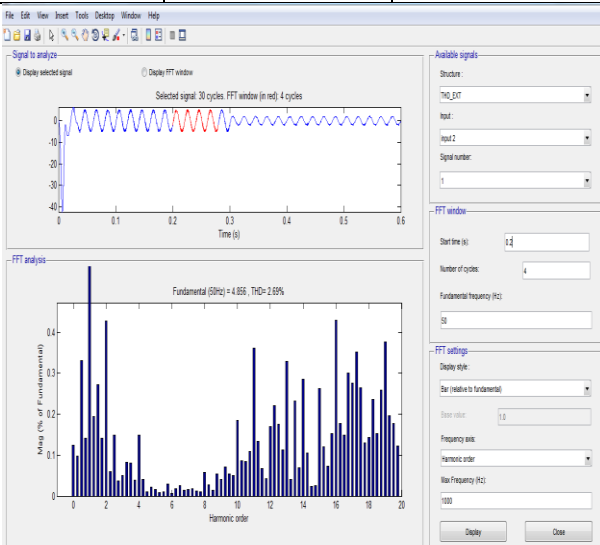 File Edit View Insert Tools Desktop Window Help
Signal to analyze
Display selected signal Display FFT window
Selected signal: 30 cycles. FFT window (in red): 4 cycles
0
-10
-20
-30
-40
0 0.1 0.2 0.3 0.4 0.5 0.6
Time (s)
FFT analysis
Fundamental (50Hz) = 4.856 , THD= 2.69%
Mag (% of Fundamental)
0.4
0.3
0.2
0.1
0
0 2 4 6 8 10 12 14 16 18 20
Harmonic order
Available signals
Structure :
THD_EXT
Input :
input 2
Signal number:
1
FFT window
Start time (s): 0.2
Number of cycles: 4
Fundamental frequency (Hz):
50
FFT settings
Display style :
Bar (relative to fundamental)
Base value: 1.0
Frequency axis:
Harmonic order
Max Frequency (Hz):
1000
Display Close